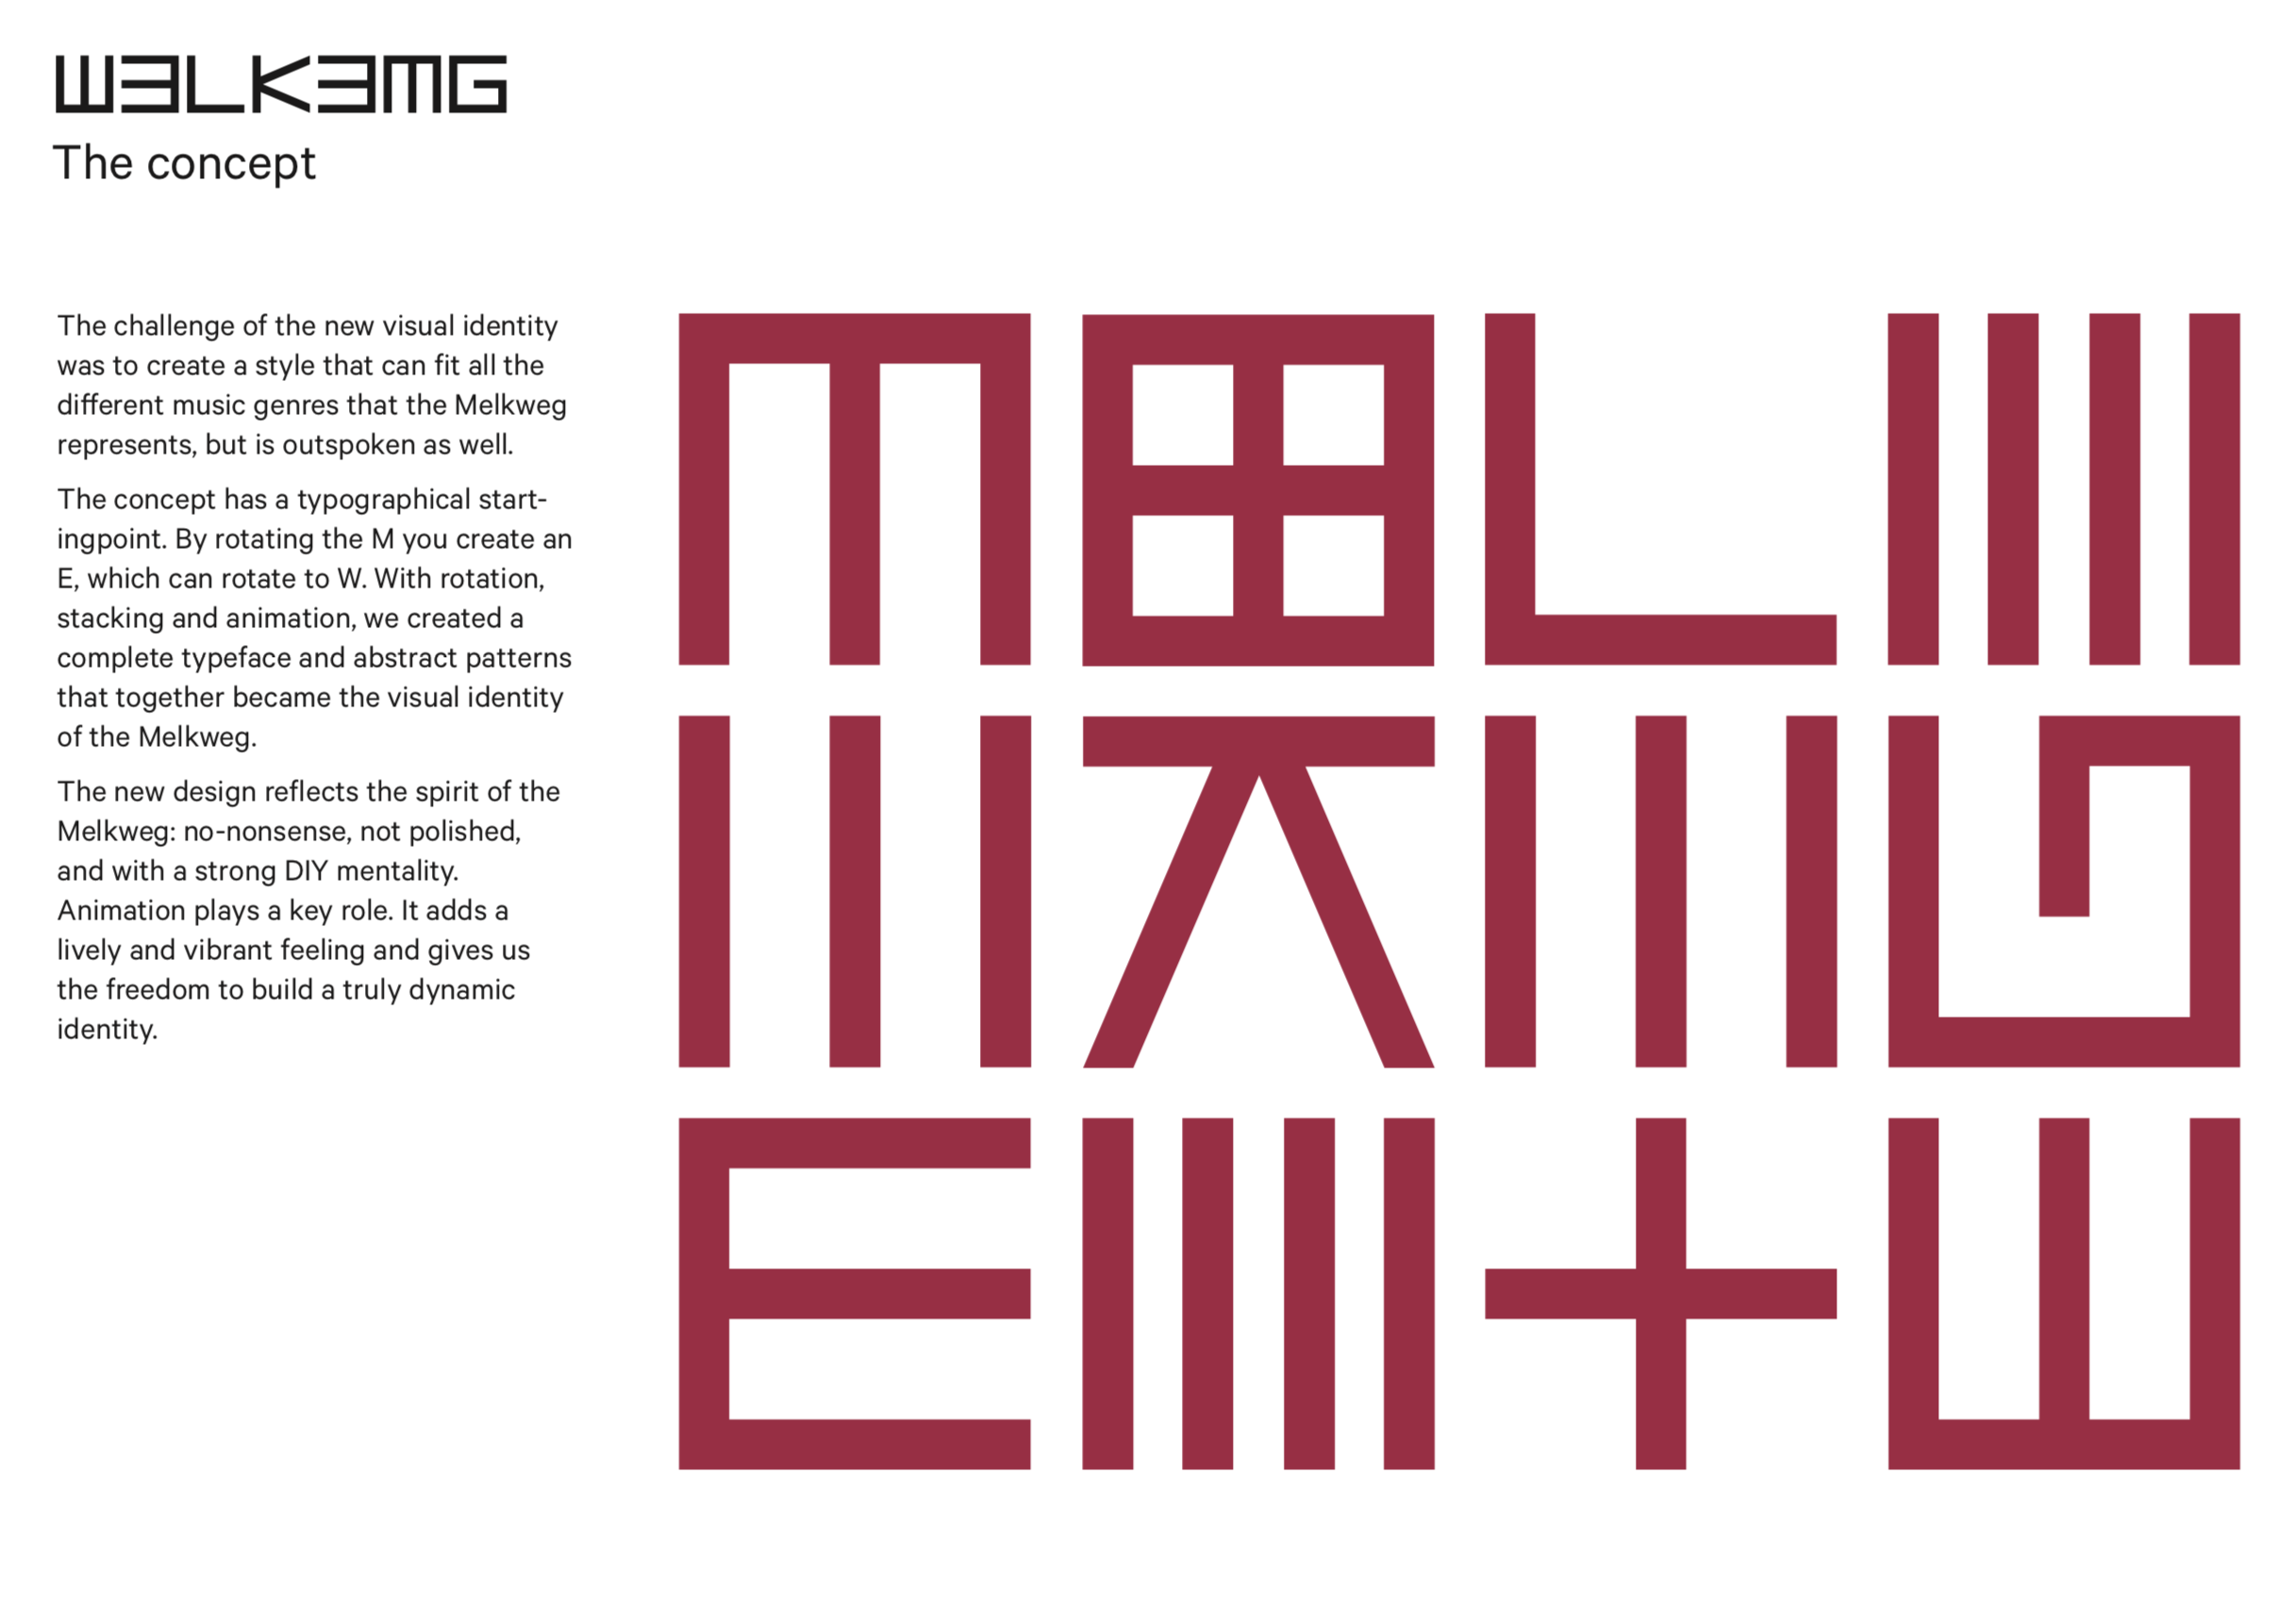 WƎLKƎMG
The concept
The challenge of the new visual identity
was to create a style that can fit all the
different music genres that the Melkweg
represents, but is outspoken as well.
The concept has a typographical start-
ingpoint. By rotating the M you create an
E, which can rotate to W. With rotation,
stacking and animation, we created a
complete typeface and abstract patterns
that together became the visual identity
of the Melkweg.
The new design reflects the spirit of the
Melkweg: no-nonsense, not polished,
and with a strong DIY mentality.
Animation plays a key role. It adds a
lively and vibrant feeling and gives us
the freedom to build a truly dynamic
identity.
M L
K G
E + W